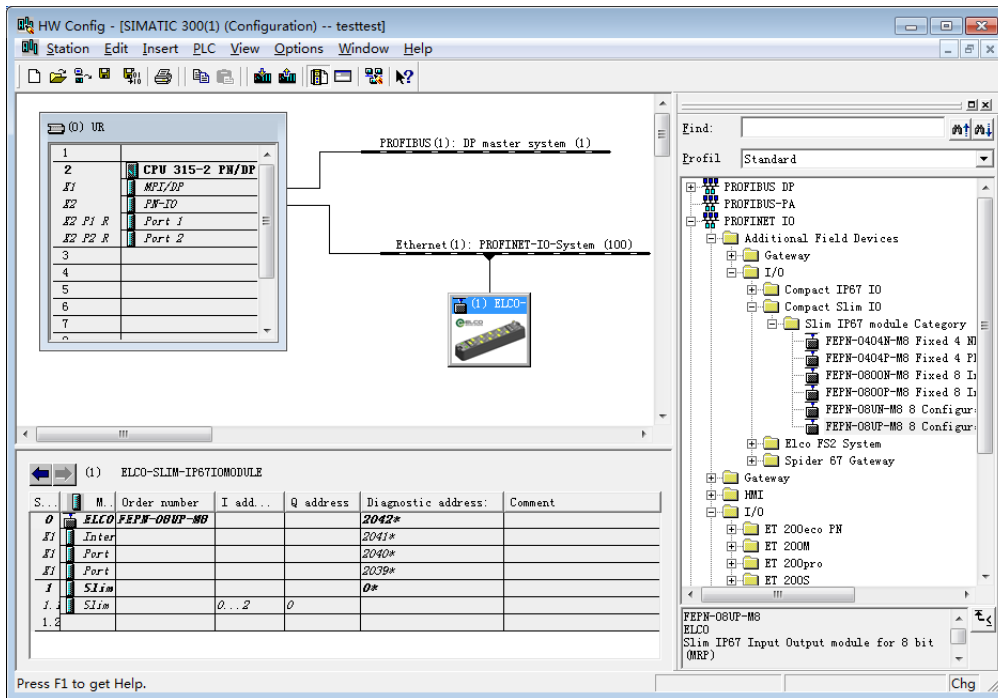 HW Config - [SIMATIC 300(1) (Configuration) -- testtest]
Station Edit Insert PLC View Options Window Help
(0) UR
1
2 CPU 315-2 PN/DP
X1 MPI/DP
X2 PN-IO
X2 P1 R Port 1
X2 P2 R Port 2
3
4
5
6
7
PROFIBUS(1): DP master system (1)
Ethernet(1): PROFINET-IO-System (100)
(1) ELCO-
ELCO
Find:
Profil Standard
PROFIBUS DP
PROFIBUS-PA
PROFINET IO
Additional Field Devices
Gateway
I/O
Compact IP67 IO
Compact Slim IO
Slim IP67 module Category
FEPN-0404N-M8 Fixed 4 N
FEPN-0404P-M8 Fixed 4 P
FEPN-0800N-M8 Fixed 8 I
FEPN-0800P-M8 Fixed 8 I
FEPN-08UN-M8 8 Configur
FEPN-08UP-M8 8 Configur
Elco FS2 System
Spider 67 Gateway
Gateway
HMI
I/O
ET 200eco PN
ET 200M
ET 200pro
ET 200S
FEPN-08UP-M8
ELCO
Slim IP67 Input Output module for 8 bit
(MRP)
(1) ELCO-SLIM-IP67IOMODULE
S... M.. Order number I add... Q address Diagnostic address: Comment
0 ELCO FEPN-08UP-M8 2042*
X1 Inter 2041*
X1 Port 2040*
X1 Port 2039*
1 Slim 0*
1.1 Slim 0...2 0
1.2
Press F1 to get Help.
Chg